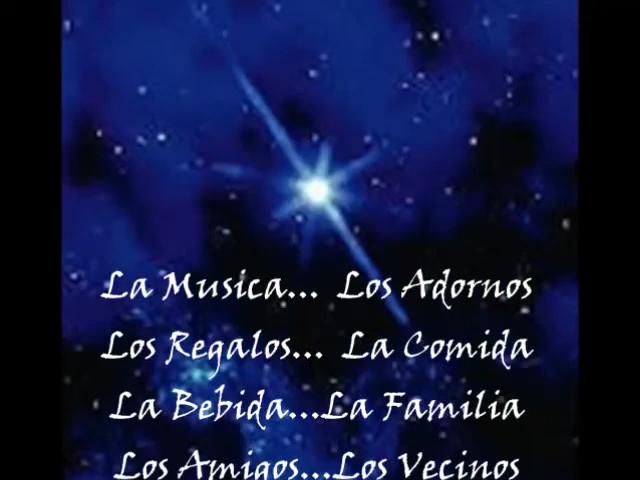 La Musica... Los Adornos
Los Regalos... La Comida
La Bebida...La Familia
Los Amigos...Los Vecinos